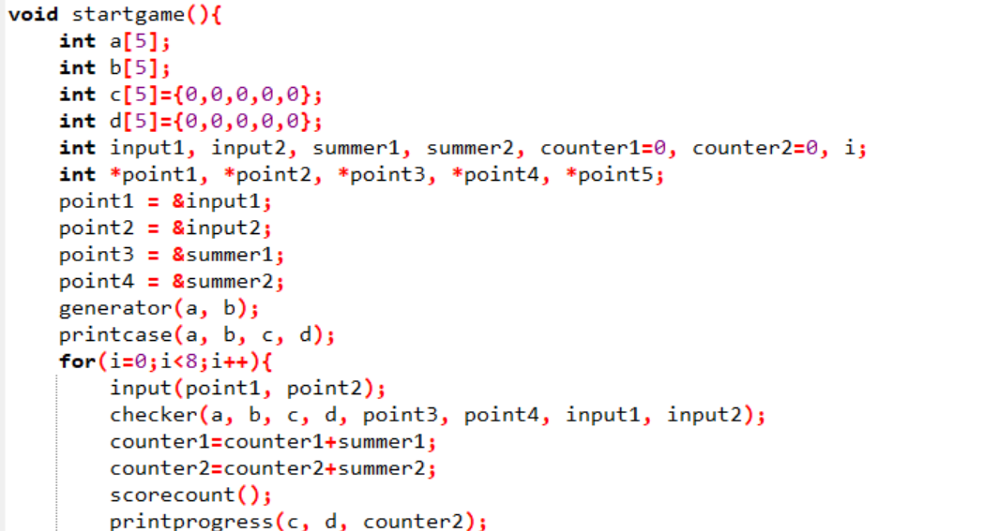 void startgame(){
    int a[5];
    int b[5];
    int c[5]={0,0,0,0,0};
    int d[5]={0,0,0,0,0};
    int input1, input2, summer1, summer2, counter1=0, counter2=0, i;
    int *point1, *point2, *point3, *point4, *point5;
    point1 = &input1;
    point2 = &input2;
    point3 = &summer1;
    point4 = &summer2;
    generator(a, b);
    printcase(a, b, c, d);
    for(i=0;i<8;i++){
        input(point1, point2);
        checker(a, b, c, d, point3, point4, input1, input2);
        counter1=counter1+summer1;
        counter2=counter2+summer2;
        scorecount();
        printprogress(c, d, counter2);